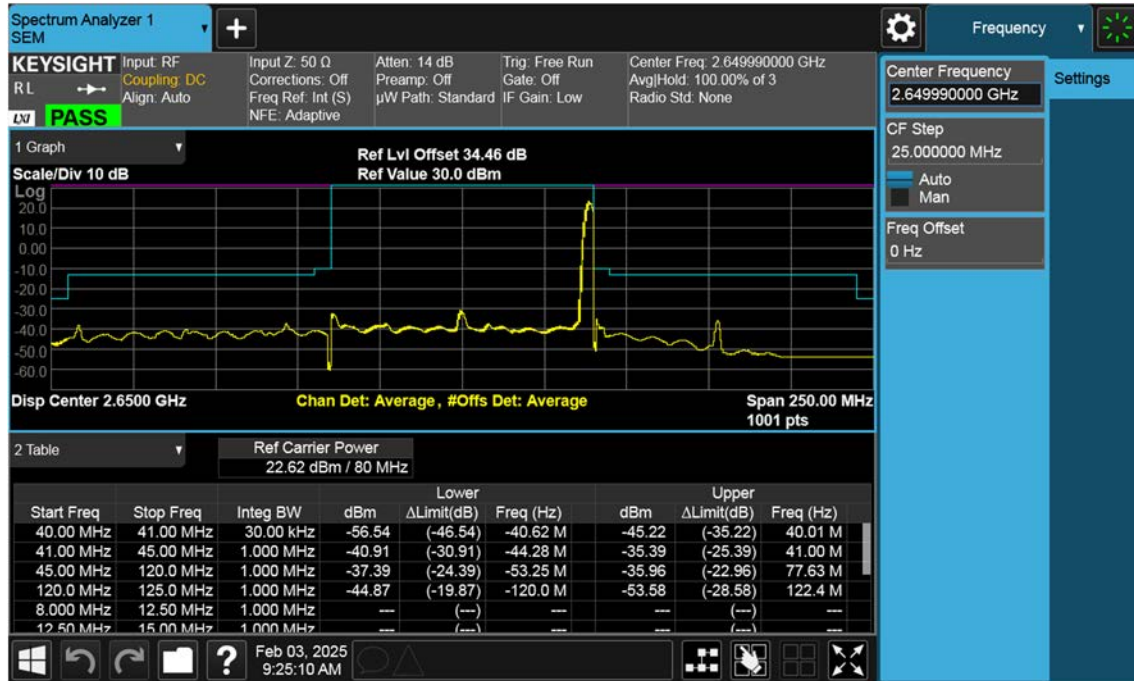 Spectrum Analyzer 1
SEM
Frequency
KEYSIGHT
R L
LXI
PASS
Input: RF
Coupling: DC
Align: Auto
Input Z: 50 Ω
Corrections: Off
Freq Ref: Int (S)
NFE: Adaptive
Atten: 14 dB
Preamp: Off
µW Path: Standard
Trig: Free Run
Gate: Off
IF Gain: Low
Center Freq: 2.649990000 GHz
Avg|Hold: 100.00% of 3
Radio Std: None
Center Frequency
2.649990000 GHz
Settings
CF Step
25.000000 MHz
Auto
Man
Freq Offset
0 Hz
1 Graph
Scale/Div 10 dB
Ref Lvl Offset 34.46 dB
Ref Value 30.0 dBm
Log
20.0
10.0
0.00
-10.0
-20.0
-30.0
-40.0
-50.0
-60.0
Disp Center 2.6500 GHz
Chan Det: Average, #Offs Det: Average
Span 250.00 MHz
1001 pts
2 Table
Ref Carrier Power
22.62 dBm / 80 MHz
Lower Upper
Start Freq Stop Freq Integ BW dBm ΔLimit(dB) Freq (Hz) dBm ΔLimit(dB) Freq (Hz)
40.00 MHz 41.00 MHz 30.00 kHz -56.54 (-46.54) -40.62 M -45.22 (-35.22) 40.01 M
41.00 MHz 45.00 MHz 1.000 MHz -40.91 (-30.91) -44.28 M -35.39 (-25.39) 41.00 M
45.00 MHz 120.0 MHz 1.000 MHz -37.39 (-24.39) -53.25 M -35.96 (-22.96) 77.63 M
120.0 MHz 125.0 MHz 1.000 MHz -44.87 (-19.87) -120.0 M -53.58 (-28.58) 122.4 M
8.000 MHz 12.50 MHz 1.000 MHz --- (---) --- --- (---) ---
12.50 MHz 15.00 MHz 1.000 MHz --- (---) --- --- (---) ---
Feb 03, 2025
9:25:10 AM